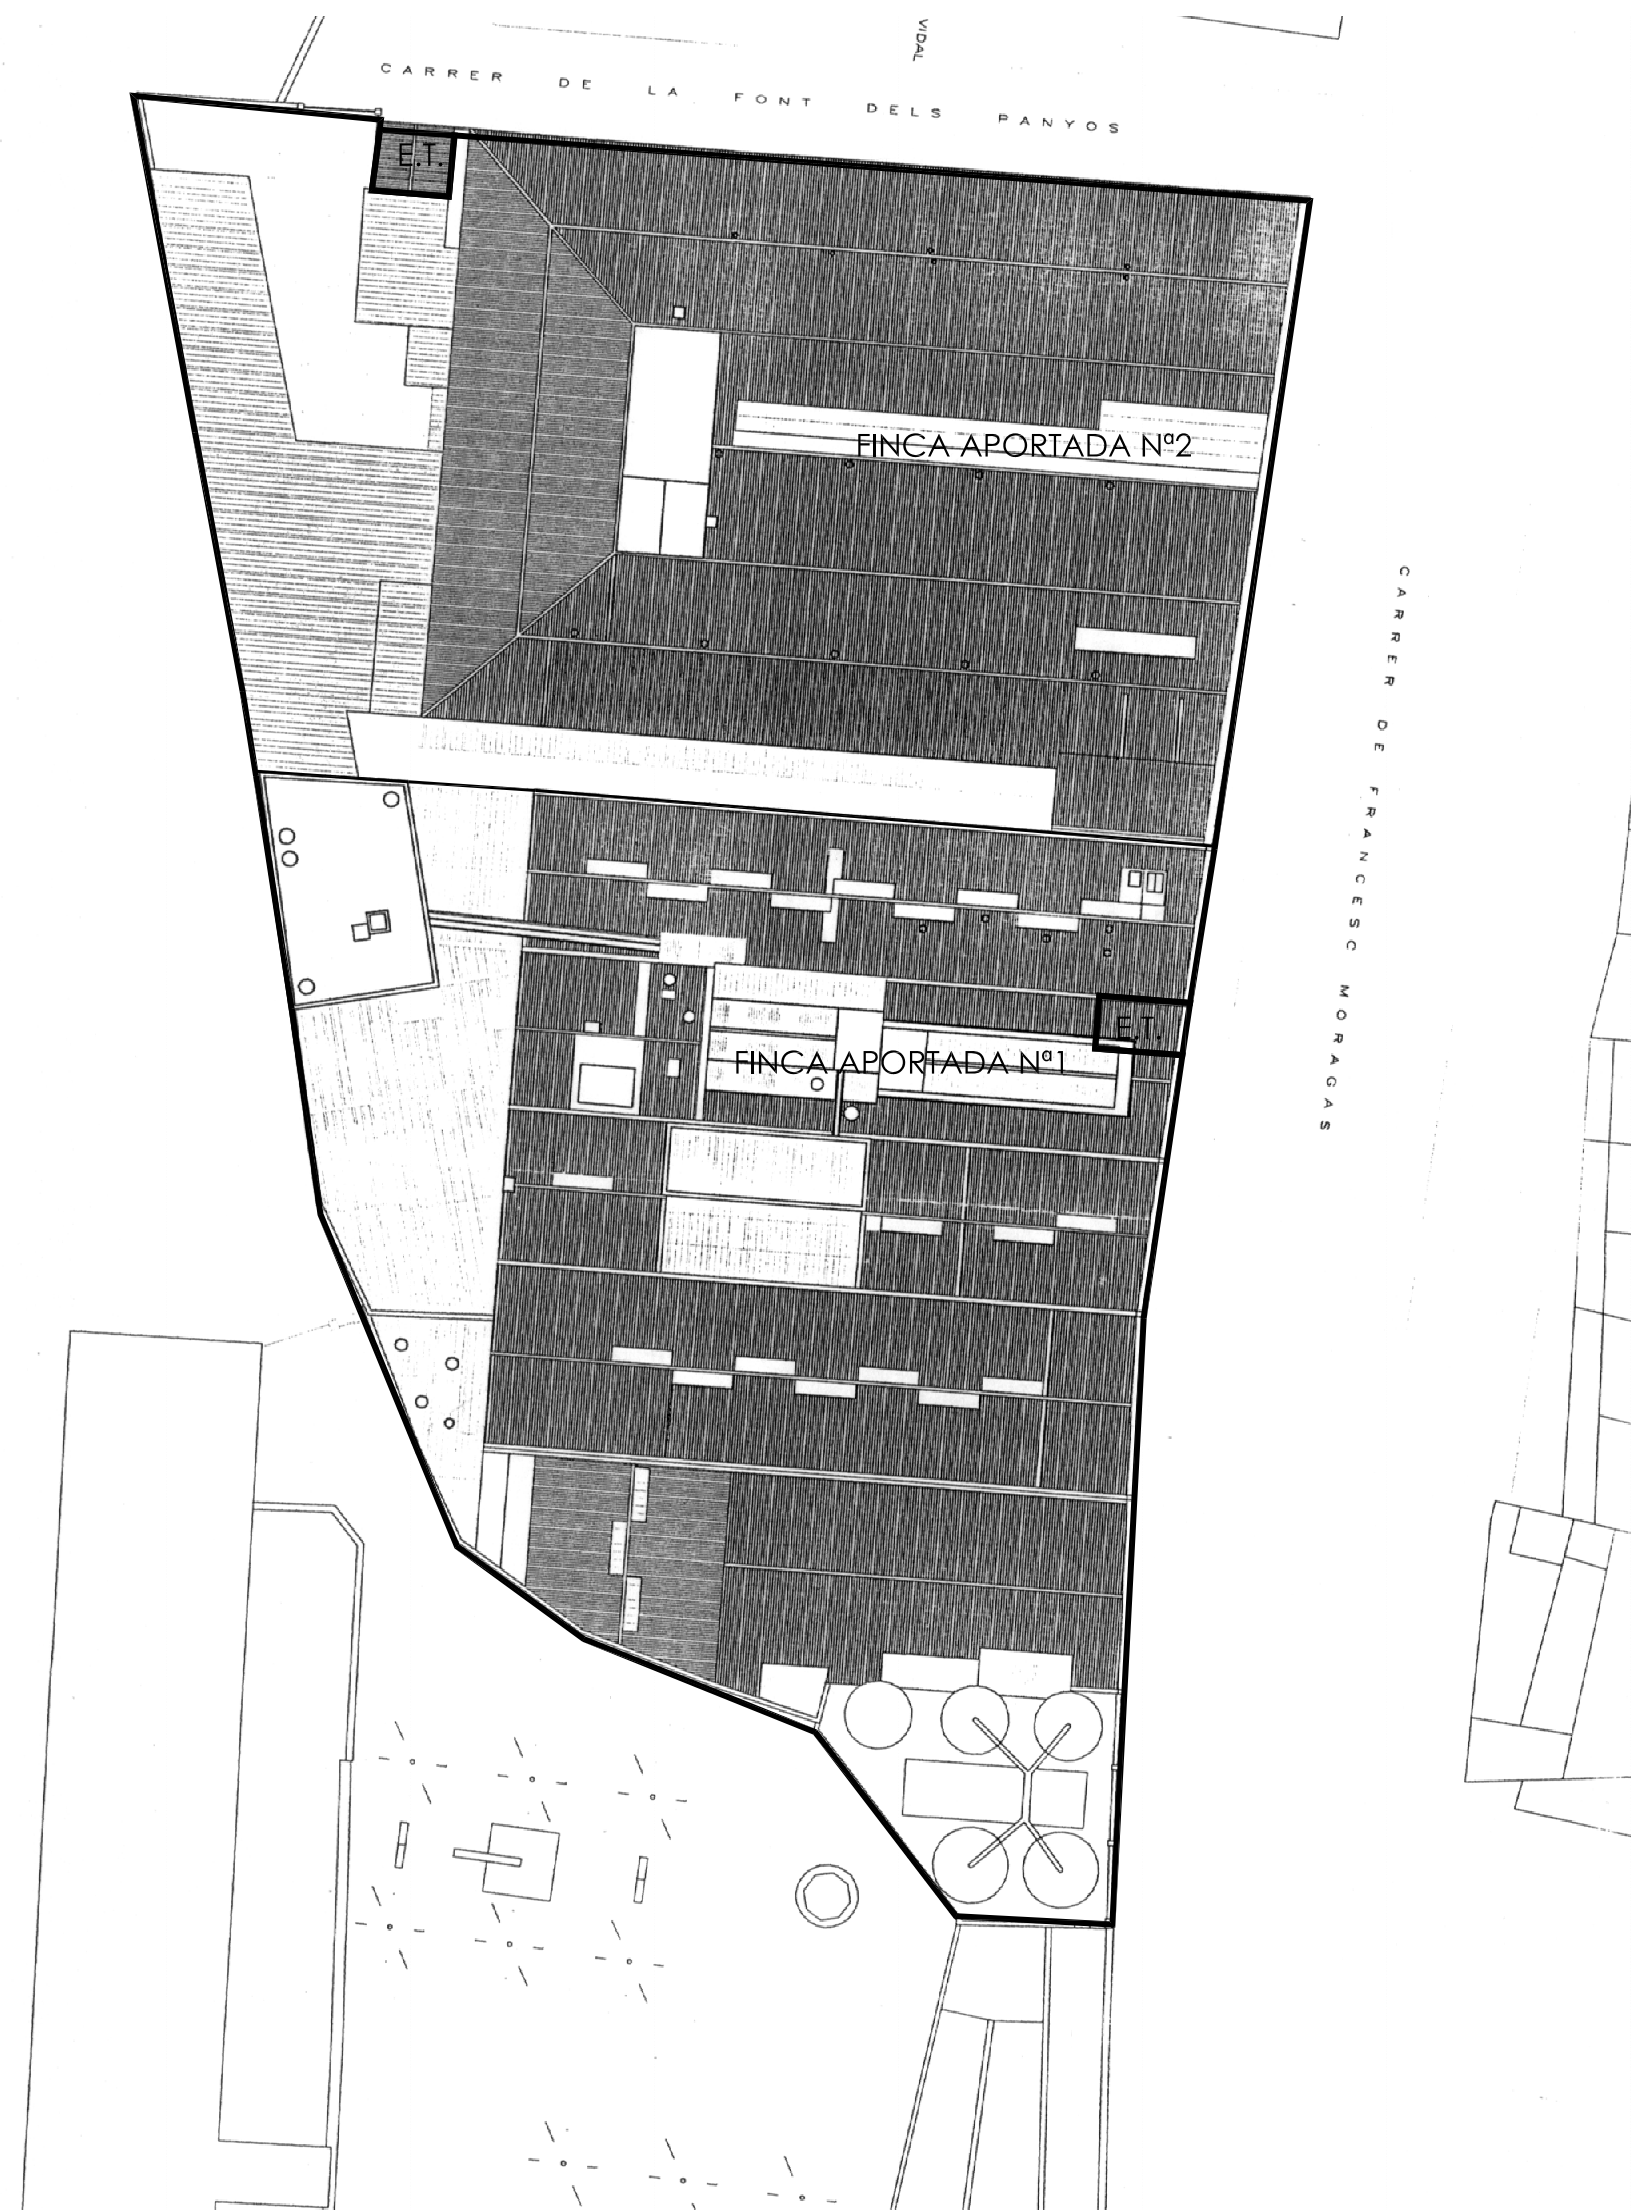 VIDAL
CARRER DE LA FONT DELS PANYOS
E.T.
FINCA APORTADA Nª2
CARRER DE FRANCESC MORAGAS
E.T.
FINCA APORTADA Nª1